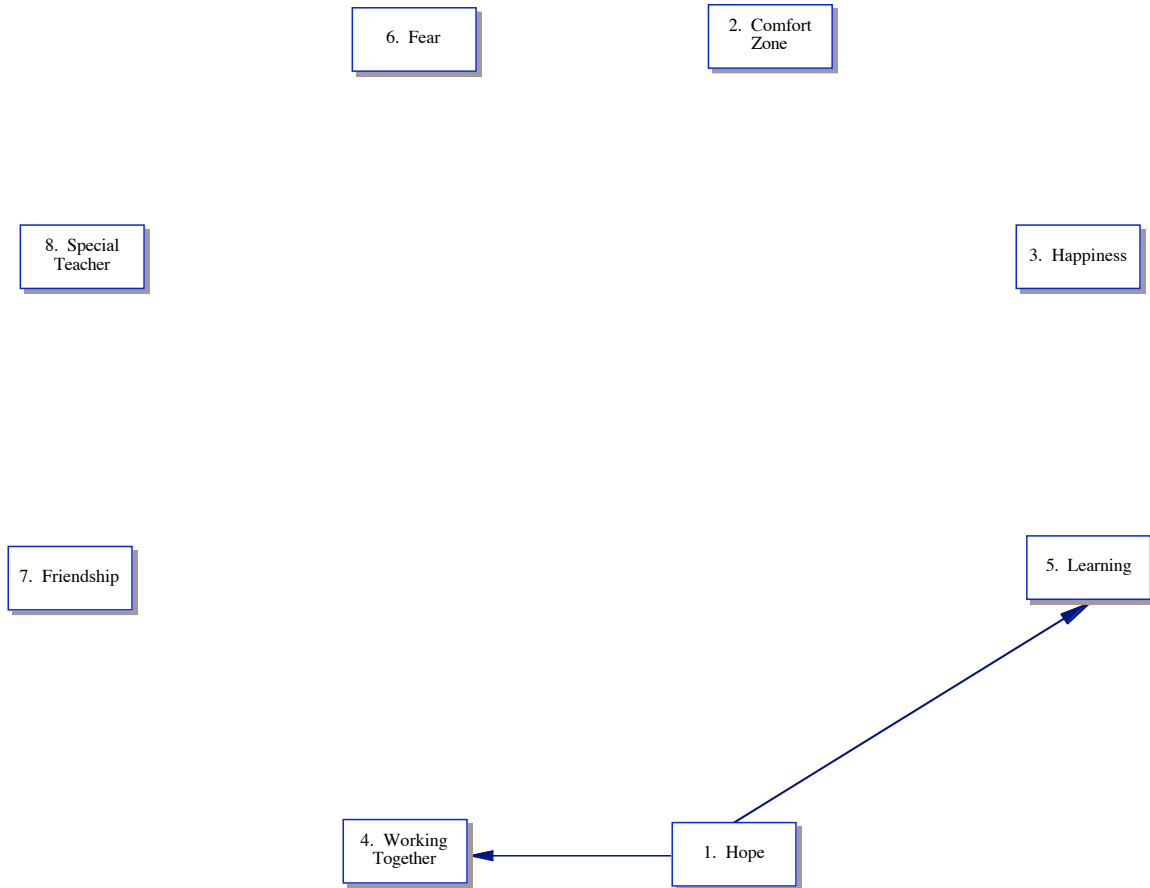 6. Fear
2. Comfort
Zone
8. Special
Teacher
3. Happiness
7. Friendship
5. Learning
4. Working
Together
1. Hope